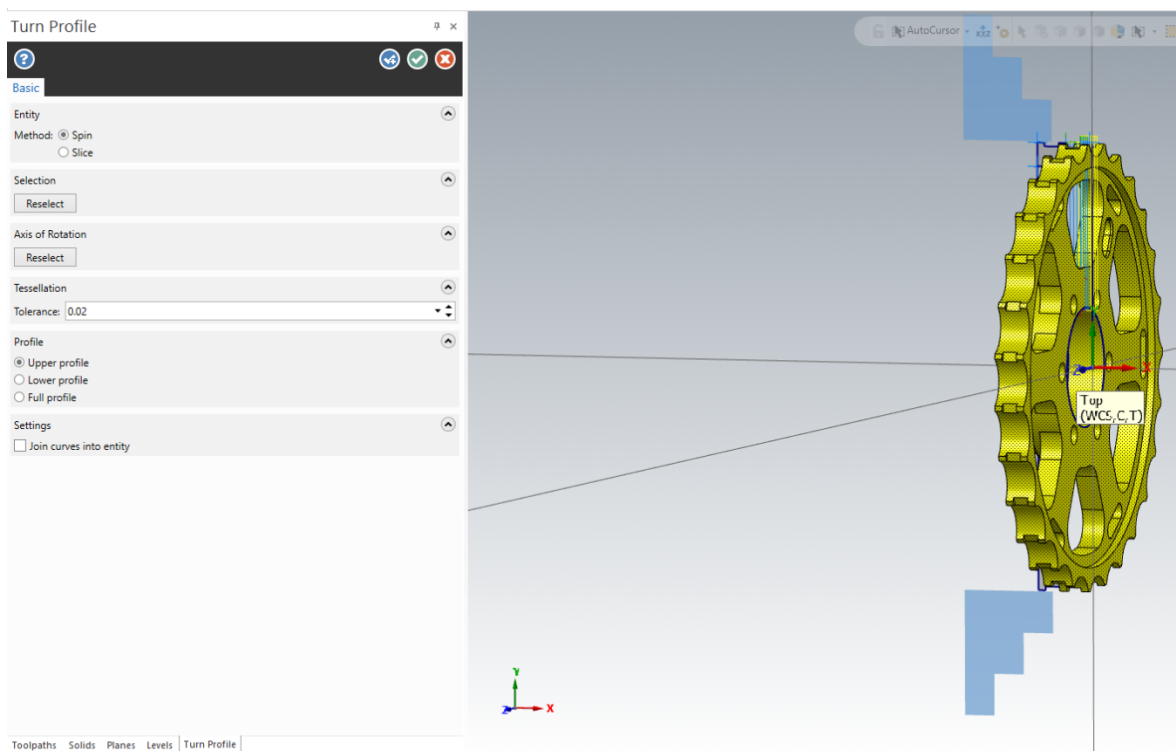 Turn Profile
Basic
Entity
Method: Spin
Slice
Selection
Reselect
Axis of Rotation
Reselect
Tessellation
Tolerance: 0.02
Profile
Upper profile
Lower profile
Full profile
Settings
Join curves into entity
Toolpaths Solids Planes Levels Turn Profile
AutoCursor
XYZ
X
Z
Top
(WCS,C,T)
Y
Z
X